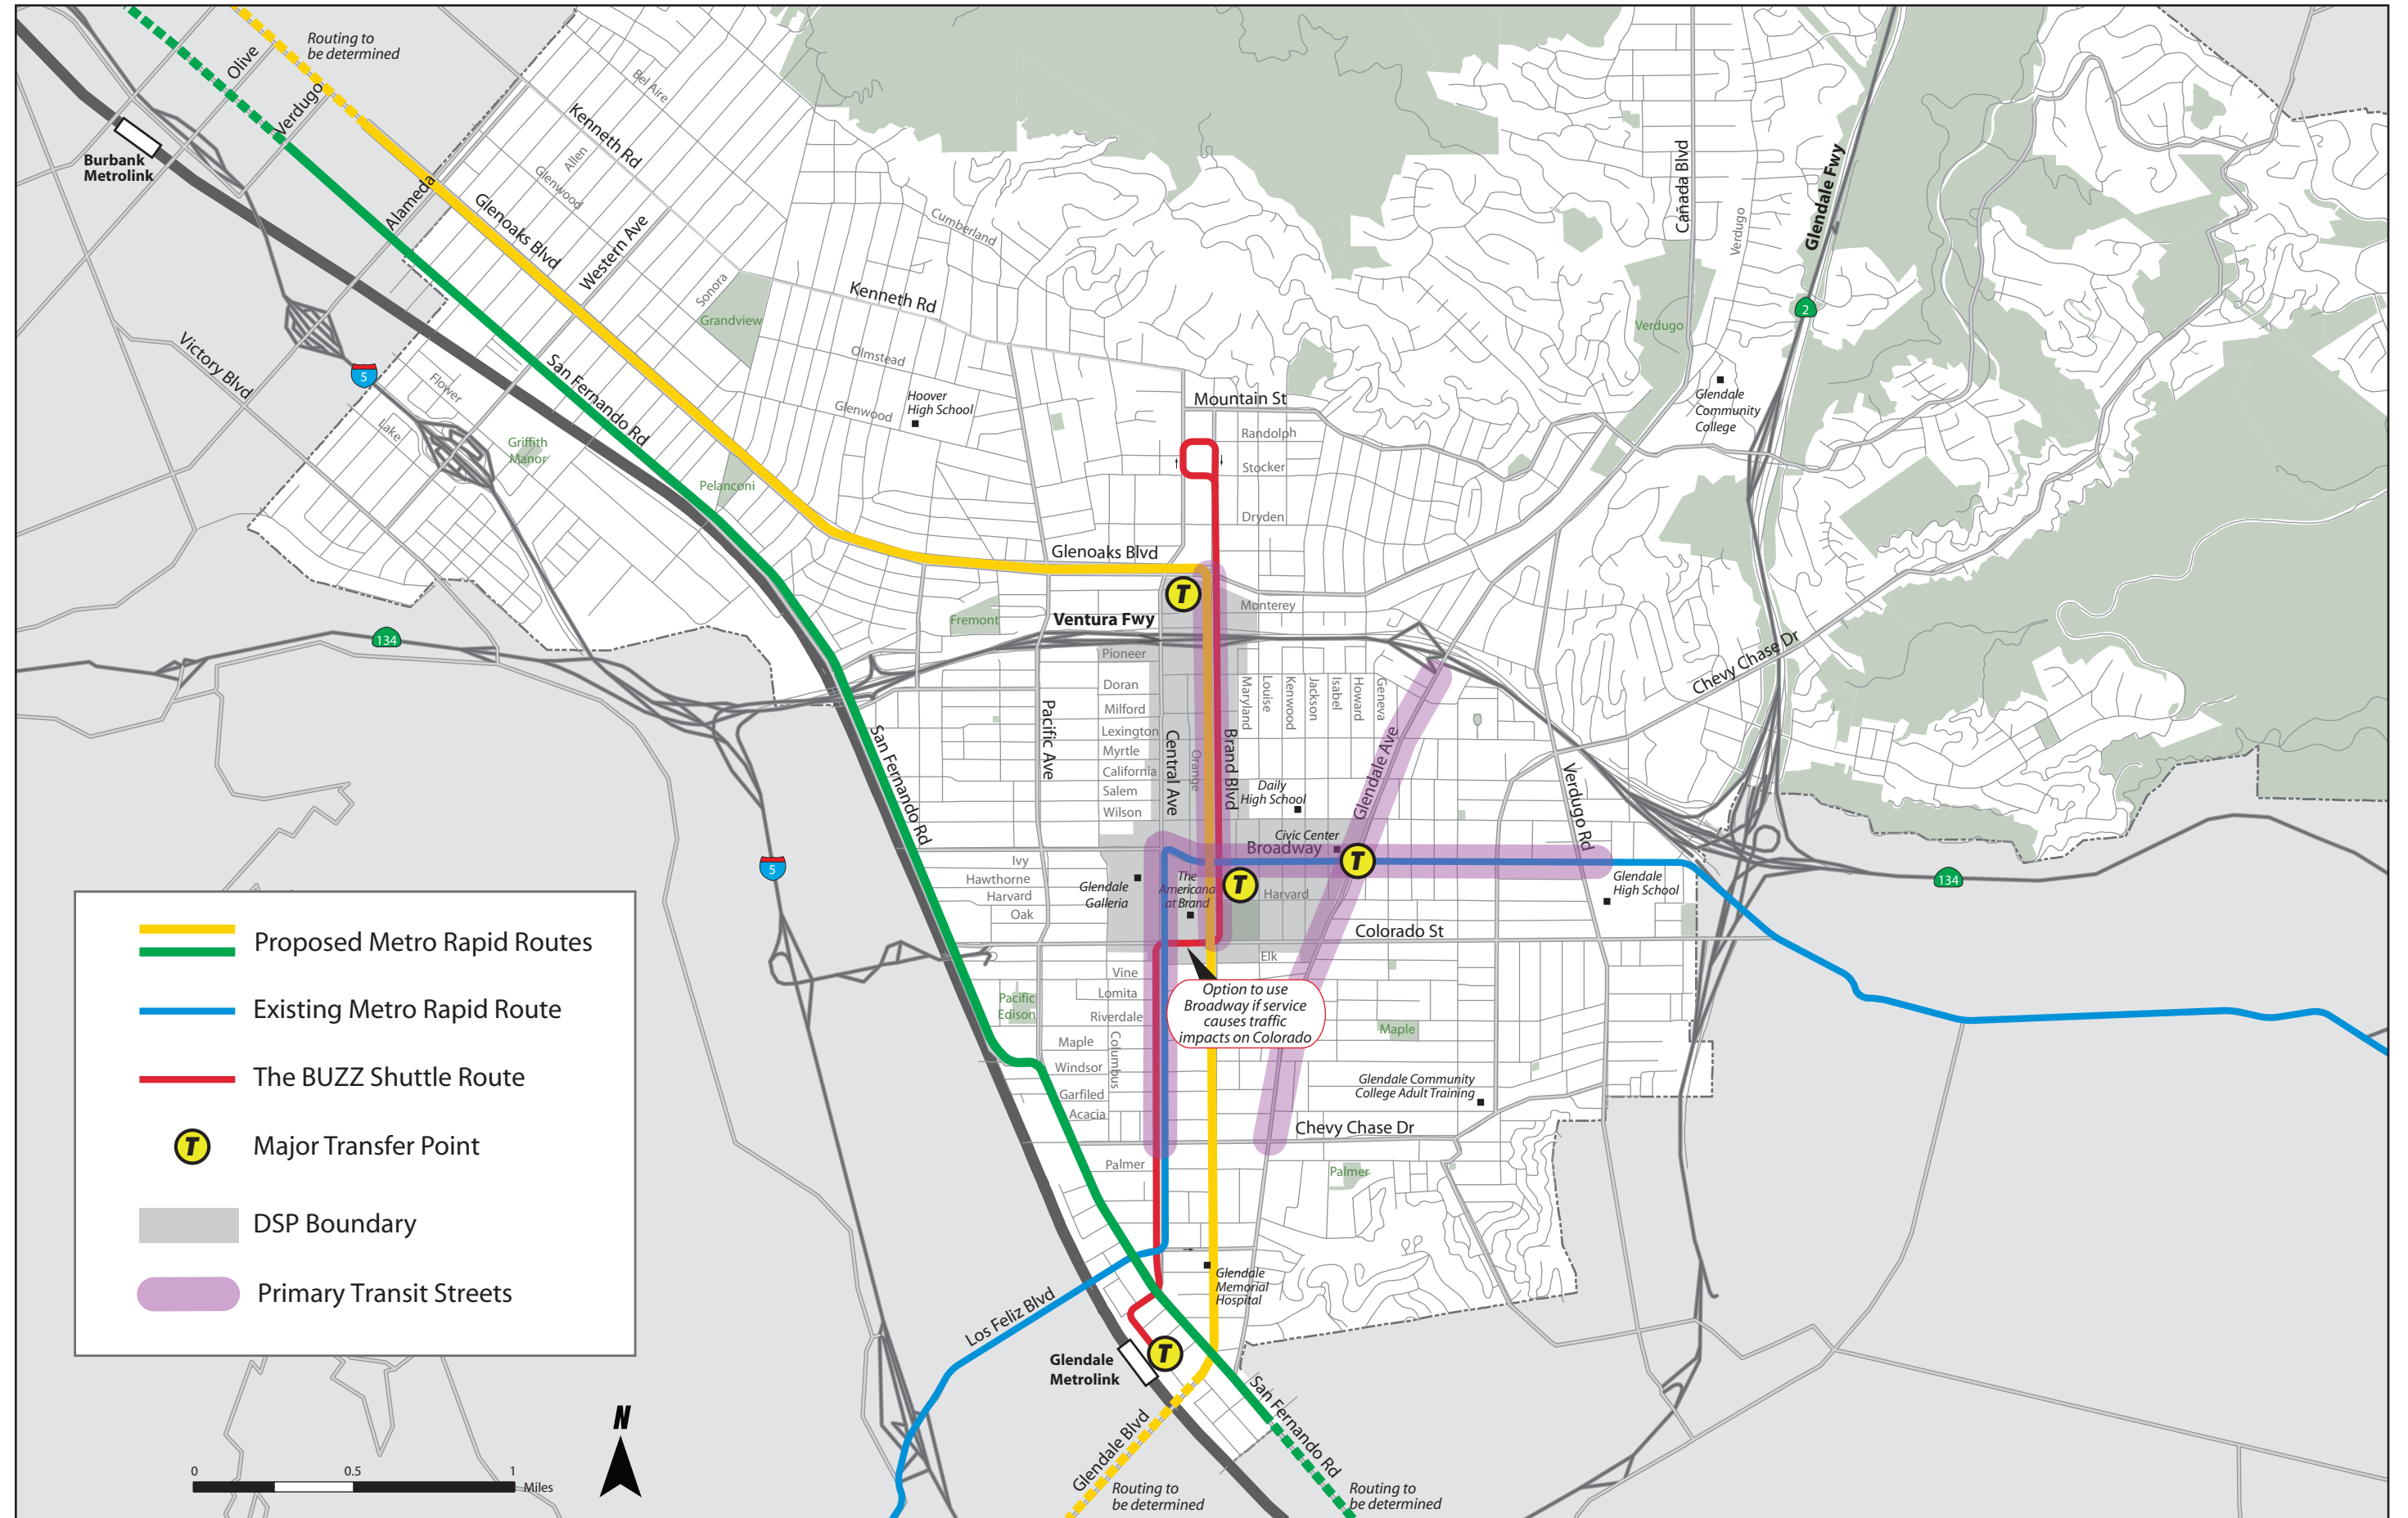 Routing to
be determined
Olive
Verdugo
Burbank
Metrolink
Alameda
Bel Aire
Kenneth Rd
Allen
Glenwood
Glenoaks Blvd
Western Ave
Cumberland
Cañada Blvd
Verdugo
Glendale Fwy
2
Sonora
Grandview
Kenneth Rd
Verdugo
Victory Blvd
5
San Fernando Rd
Olmstead
Flower
Lake
Griffith
Manor
Glenwood
Hoover
High School
Mountain St
Glendale
Community
College
Randolph
Stocker
Pelanconi
Dryden
Glenoaks Blvd
T
Monterey
Fremont
Ventura Fwy
134
Pioneer
Chevy Chase Dr
Doran
Milford
Lexington
Myrtle
California
Salem
Wilson
Pacific Ave
Central Ave
Orange
Brand Blvd
Maryland
Louise
Kenwood
Jackson
Isabel
Howard
Geneva
Glendale Ave
Verdugo Rd
San Fernando Rd
Daily
High School
Civic Center
Broadway
T
T
Ivy
Hawthorne
Harvard
Oak
Glendale
Galleria
The
Americana
at Brand
Harvard
Glendale
High School
134
5
Colorado St
Elk
Vine
Lomita
Riverdale
Pacific
Edison
Maple
Windsor
Columbus
Garfiled
Acacia
Option to use
Broadway if service
causes traffic
impacts on Colorado
Maple
Glendale Community
College Adult Training
Chevy Chase Dr
Palmer
Palmer
Glendale
Memorial
Hospital
Los Feliz Blvd
Glendale
Metrolink
T
San Fernando Rd
Glendale Blvd
Routing to
be determined
Routing to
be determined
Proposed Metro Rapid Routes
Existing Metro Rapid Route
The BUZZ Shuttle Route
T
Major Transfer Point
DSP Boundary
Primary Transit Streets
N
0
0.5
1
Miles